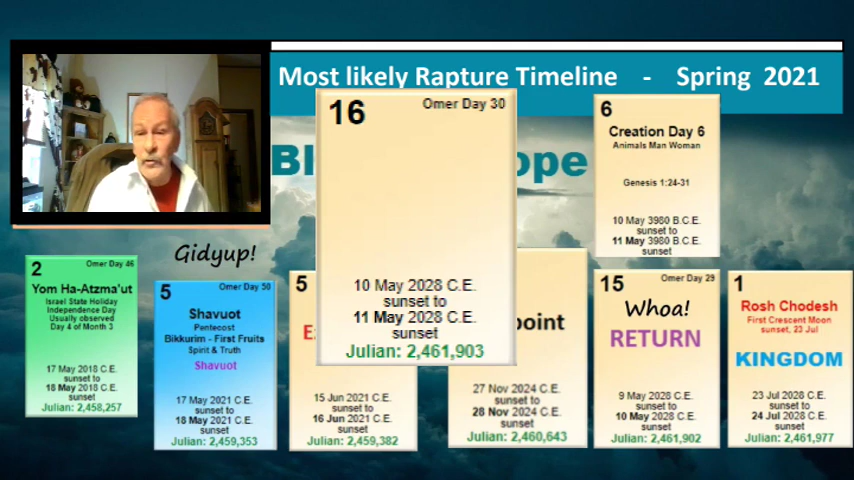 Most likely Rapture Timeline - Spring 2021
16
Omer Day 30
10 May 2028 C.E.
sunset to
11 May 2028 C.E.
sunset
Julian: 2,461,903
6
Creation Day 6
Animals Man Woman
Genesis 1:24-31
10 May 3980 B.C.E.
sunset to
11 May 3980 B.C.E.
sunset
Gidyup!
2
Omer Day 46
Yom Ha-Atzma'ut
Israel State Holiday
Independence Day
Usually observed
Day 4 of Month 3
17 May 2018 C.E.
sunset to
18 May 2018 C.E.
sunset
Julian: 2,458,257
5
Omer Day 50
Shavuot
Pentecost
Bikkurim - First Fruits
Spirit & Truth
Shavuot
17 May 2021 C.E.
sunset to
18 May 2021 C.E.
sunset
Julian: 2,459,353
5
15 Jun 2021 C.E.
sunset to
16 Jun 2021 C.E.
sunset
Julian: 2,459,382
point
27 Nov 2024 C.E.
sunset to
28 Nov 2024 C.E.
sunset
Julian: 2,460,643
15
Omer Day 29
Whoa!
RETURN
9 May 2028 C.E.
sunset to
10 May 2028 C.E.
sunset
Julian: 2,461,902
1
Rosh Chodesh
First Crescent Moon
sunset, 23 Jul
KINGDOM
23 Jul 2028 C.E.
sunset to
24 Jul 2028 C.E.
sunset
Julian: 2,461,977